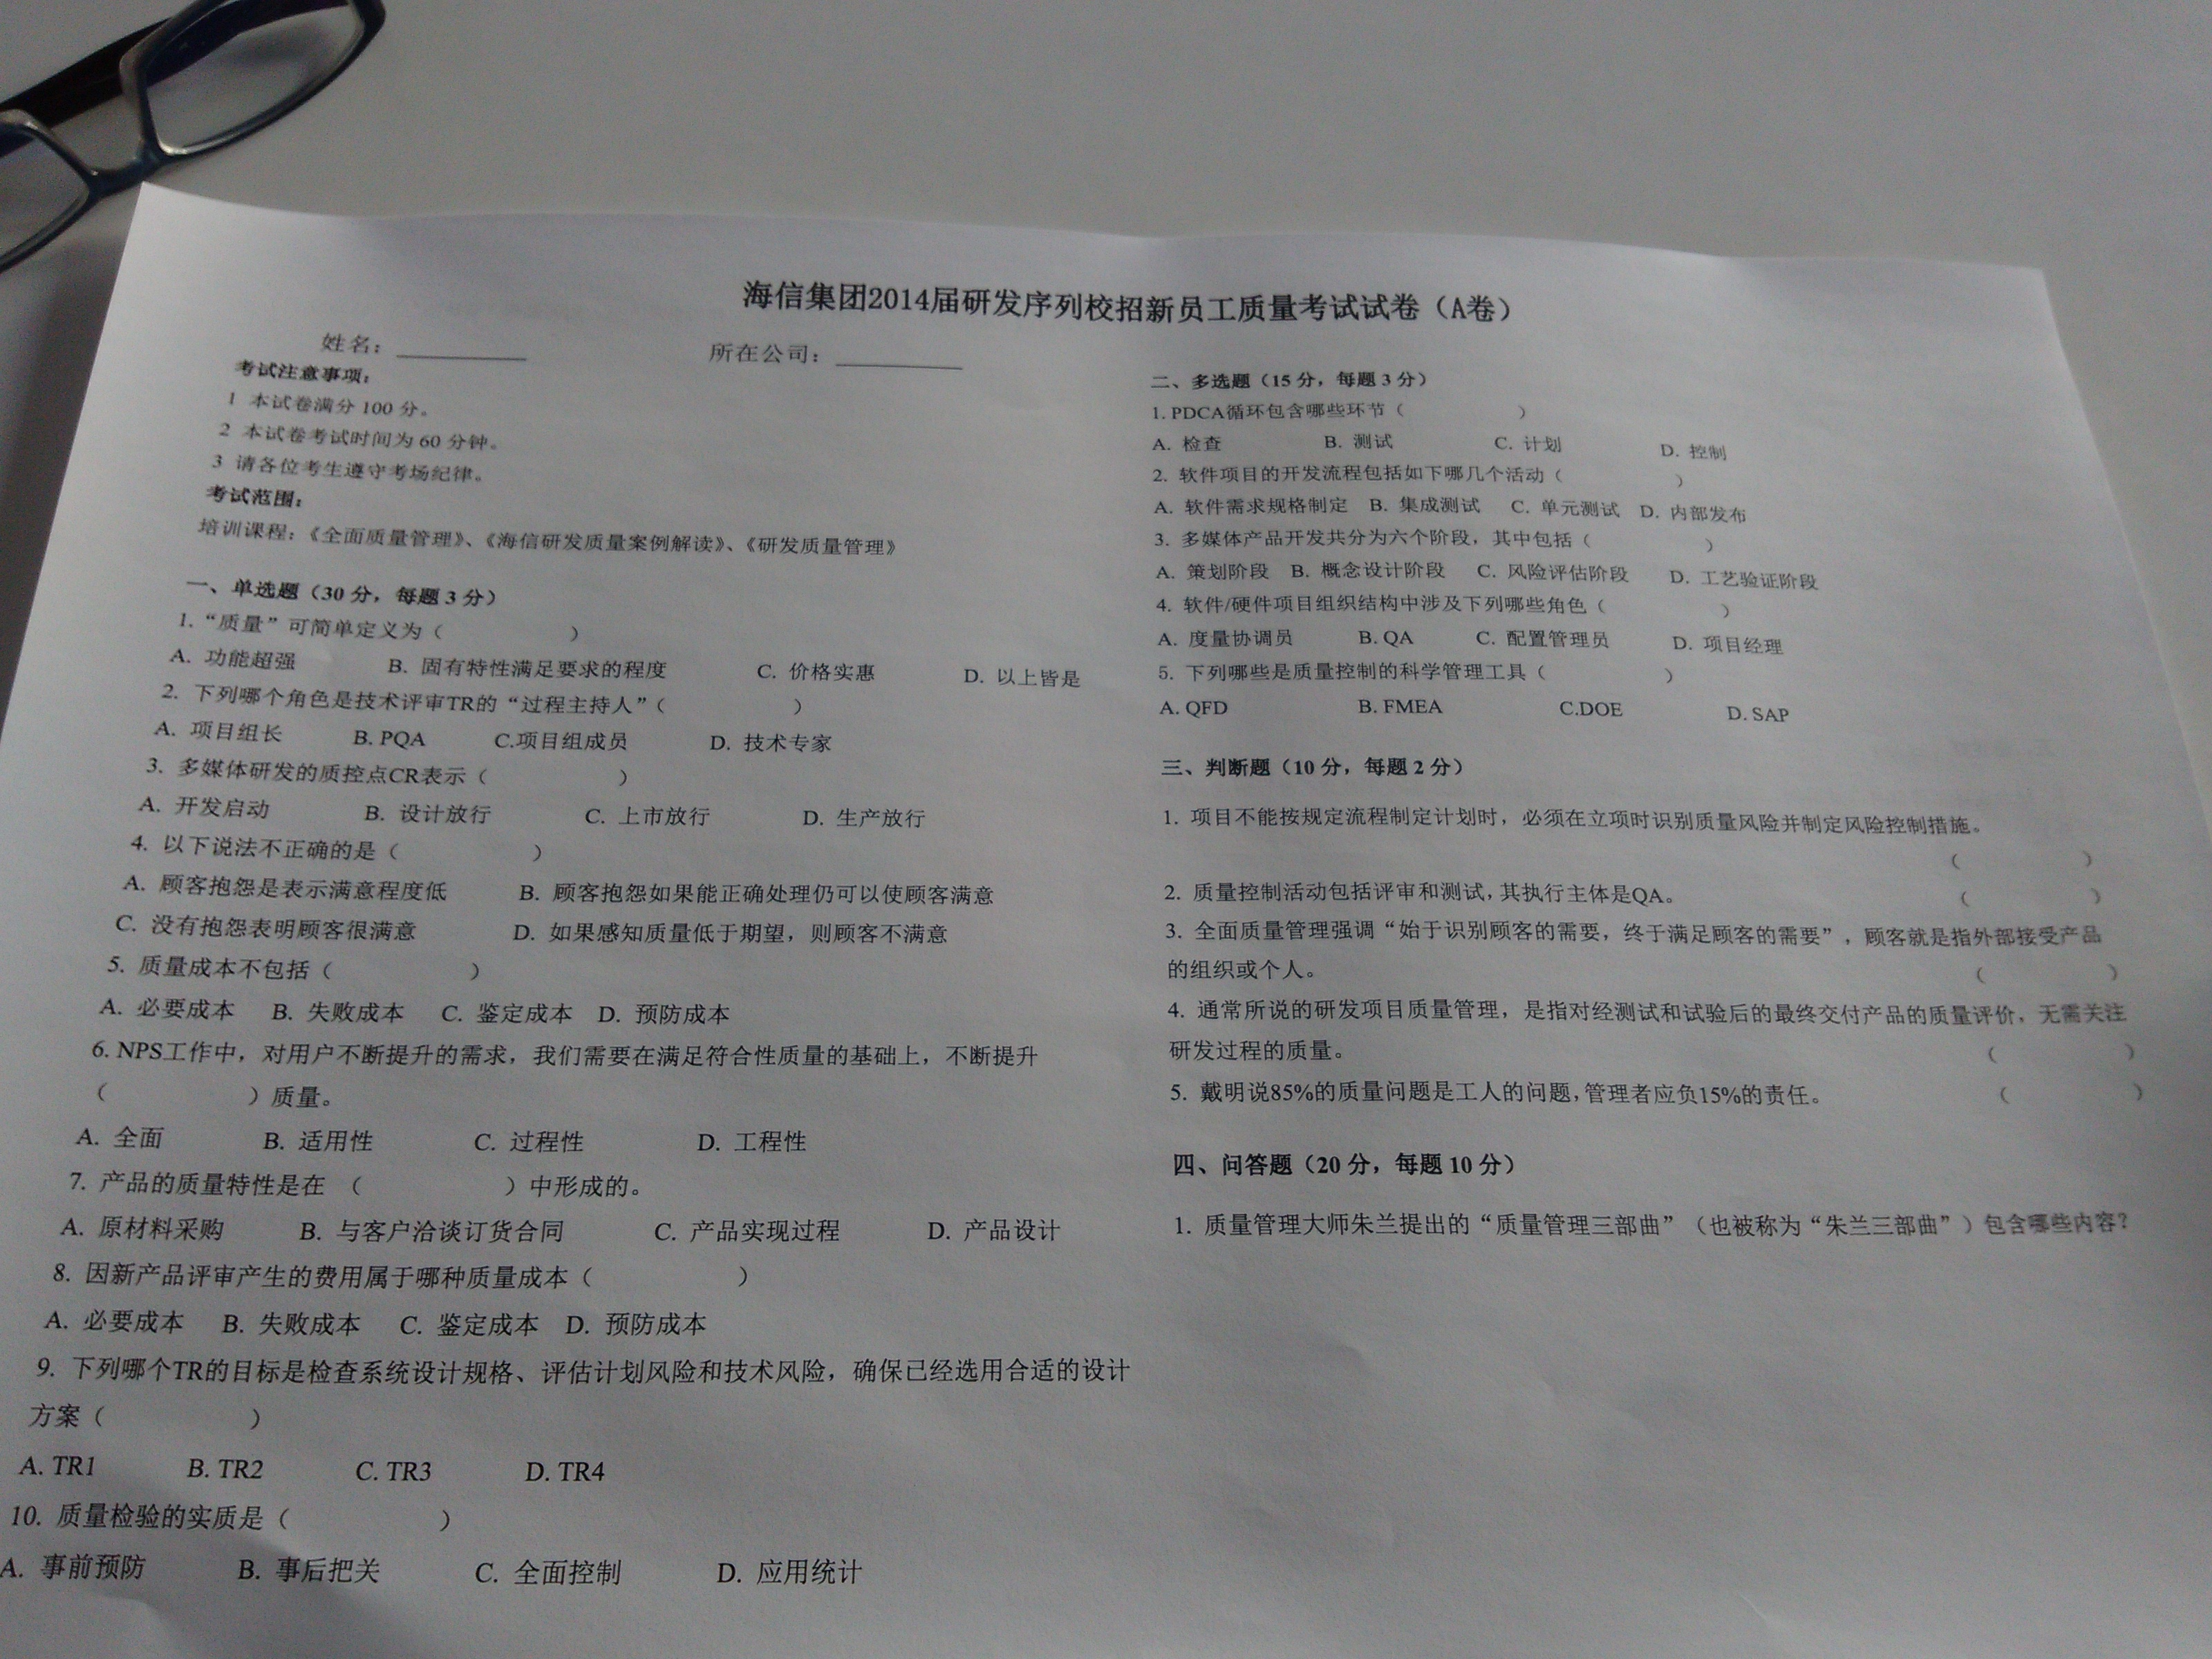 海信集团2014届研发序列校招新员工质量考试试卷（A卷）
姓名：__________ 所在公司：__________
考试注意事项：
1 本试卷满分 100 分。
2 本试卷考试时间为 60 分钟。
3 请各位考生遵守考场纪律。
考试范围：
培训课程：《全面质量管理》、《海信研发质量案例解读》、《研发质量管理》
一、单选题（30 分，每题 3 分）
1. “质量”可简单定义为（ ）
A. 功能超强 B. 固有特性满足要求的程度 C. 价格实惠 D. 以上皆是
2. 下列哪个角色是技术评审TR的“过程主持人”（ ）
A. 项目组长 B. PQA C.项目组成员 D. 技术专家
3. 多媒体研发的质控点CR表示（ ）
A. 开发启动 B. 设计放行 C. 上市放行 D. 生产放行
4. 以下说法不正确的是（ ）
A. 顾客抱怨是表示满意程度低 B. 顾客抱怨如果能正确处理仍可以使顾客满意
C. 没有抱怨表明顾客很满意 D. 如果感知质量低于期望，则顾客不满意
5. 质量成本不包括（ ）
A. 必要成本 B. 失败成本 C. 鉴定成本 D. 预防成本
6. NPS工作中，对用户不断提升的需求，我们需要在满足符合性质量的基础上，不断提升
（ ）质量。
A. 全面 B. 适用性 C. 过程性 D. 工程性
7. 产品的质量特性是在 （ ）中形成的。
A. 原材料采购 B. 与客户洽谈订货合同 C. 产品实现过程 D. 产品设计
8. 因新产品评审产生的费用属于哪种质量成本（ ）
A. 必要成本 B. 失败成本 C. 鉴定成本 D. 预防成本
9. 下列哪个TR的目标是检查系统设计规格、评估计划风险和技术风险，确保已经选用合适的设计
方案（ ）
A. TR1 B. TR2 C. TR3 D. TR4
10. 质量检验的实质是（ ）
A. 事前预防 B. 事后把关 C. 全面控制 D. 应用统计
二、多选题（15 分，每题 3 分）
1. PDCA循环包含哪些环节（ ）
A. 检查 B. 测试 C. 计划 D. 控制
2. 软件项目的开发流程包括如下哪几个活动（ ）
A. 软件需求规格制定 B. 集成测试 C. 单元测试 D. 内部发布
3. 多媒体产品开发共分为六个阶段，其中包括（ ）
A. 策划阶段 B. 概念设计阶段 C. 风险评估阶段 D. 工艺验证阶段
4. 软件/硬件项目组织结构中涉及下列哪些角色（ ）
A. 度量协调员 B. QA C. 配置管理员 D. 项目经理
5. 下列哪些是质量控制的科学管理工具（ ）
A. QFD B. FMEA C.DOE D. SAP
三、判断题（10 分，每题 2 分）
1. 项目不能按规定流程制定计划时，必须在立项时识别质量风险并制定风险控制措施。
（ ）
2. 质量控制活动包括评审和测试，其执行主体是QA。 （ ）
3. 全面质量管理强调“始于识别顾客的需要，终于满足顾客的需要”，顾客就是指外部接受产品
的组织或个人。 （ ）
4. 通常所说的研发项目质量管理，是指对经测试和试验后的最终交付产品的质量评价，无需关注
研发过程的质量。 （ ）
5. 戴明说85%的质量问题是工人的问题，管理者应负15%的责任。 （ ）
四、问答题（20 分，每题 10 分）
1. 质量管理大师朱兰提出的“质量管理三部曲”（也被称为“朱兰三部曲”）包含哪些内容？